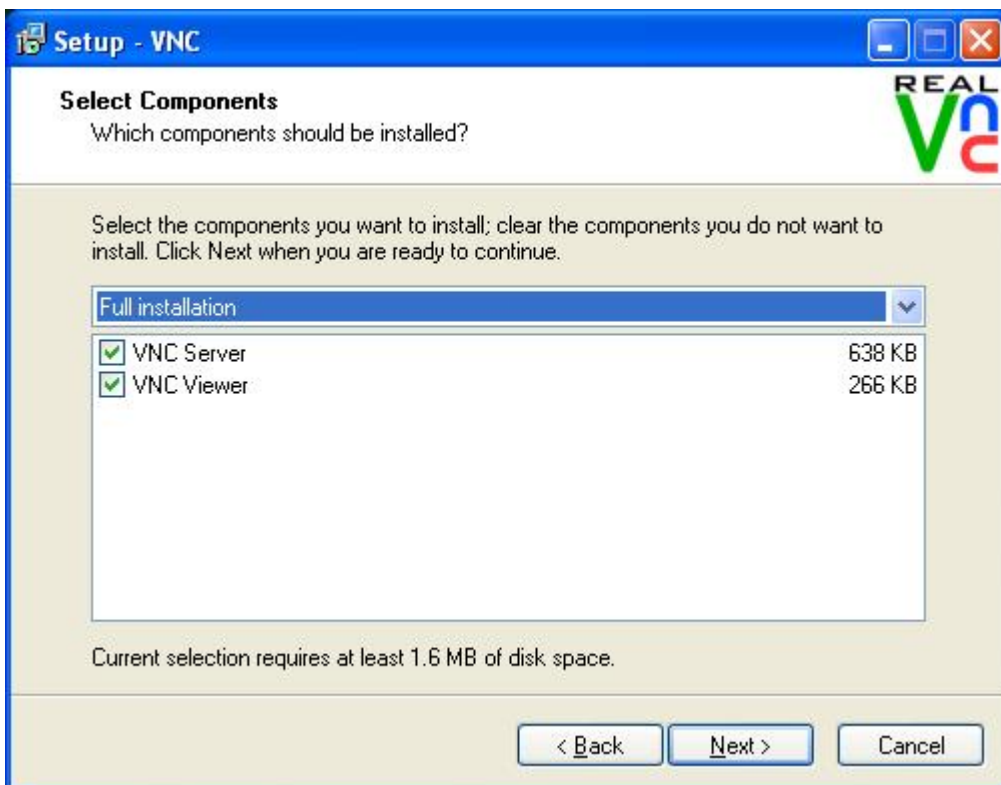 Setup - VNC
REAL
VNC
Select Components
Which components should be installed?
Select the components you want to install; clear the components you do not want to
install. Click Next when you are ready to continue.
Full installation
VNC Server 638 KB
VNC Viewer 266 KB
Current selection requires at least 1.6 MB of disk space.
< Back Next > Cancel